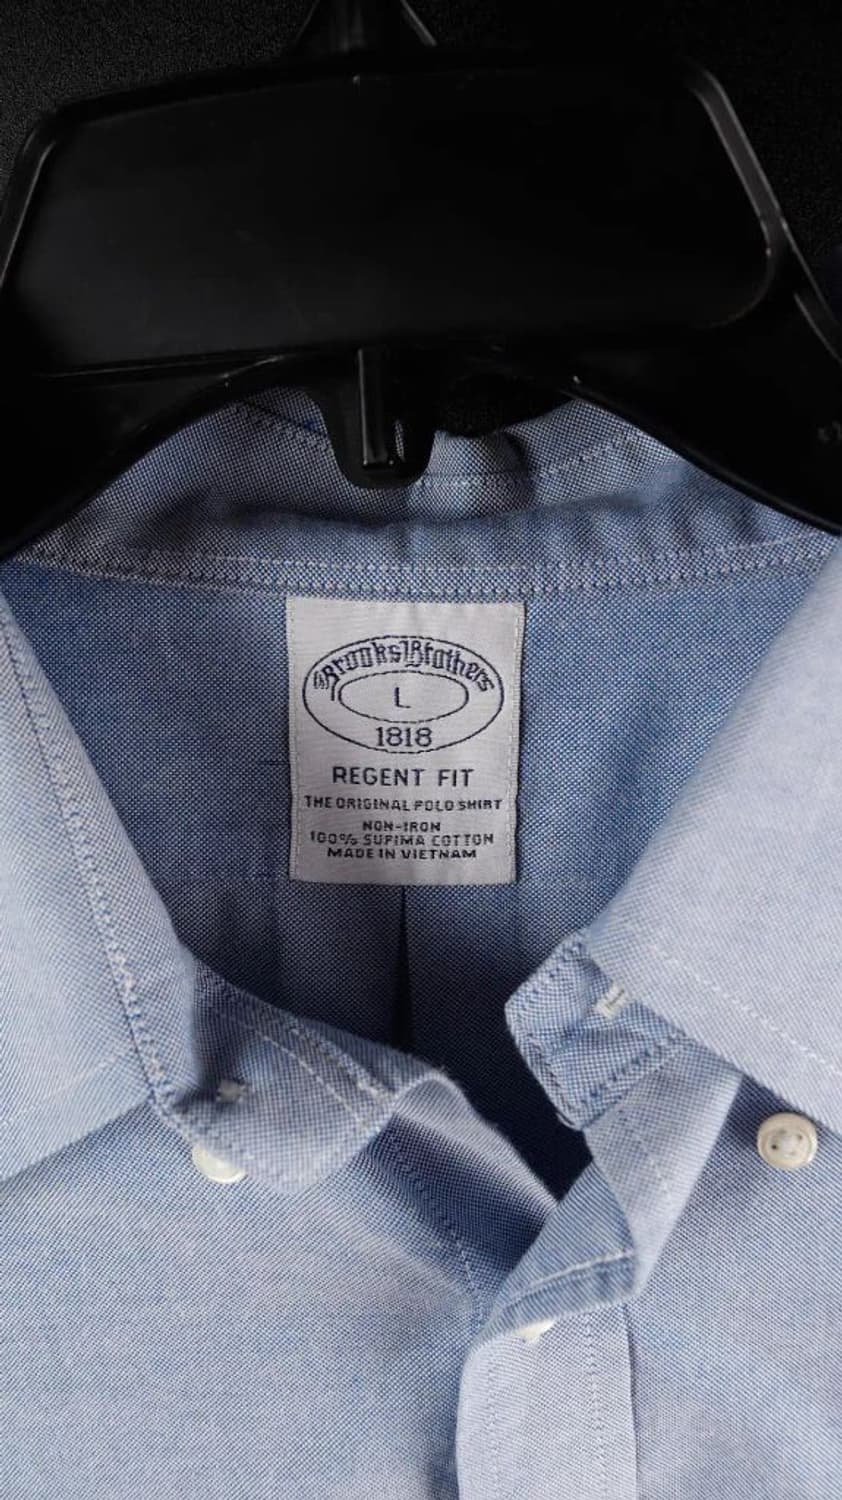 Brooks Brothers
L
1818
REGENT FIT
THE ORIGINAL POLO SHIRT
NON-IRON
100% SUPIMA COTTON
MADE IN VIETNAM